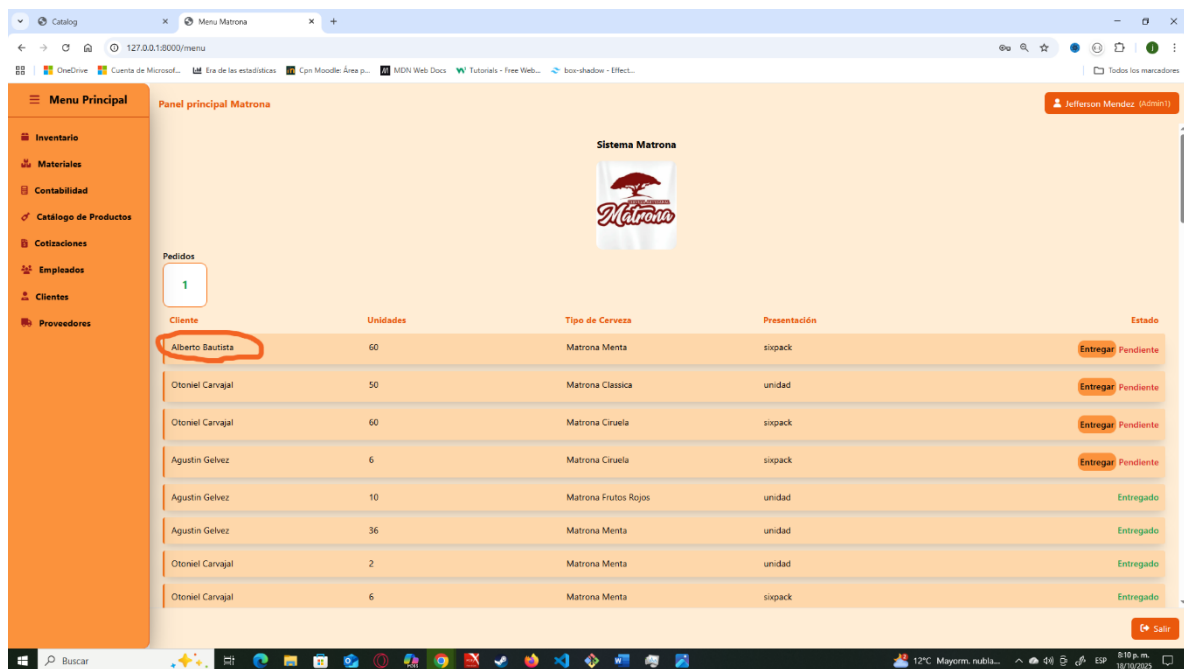 Catalog
Menu Matrona
127.0.0.1:8000/menu
OneDrive Cuenta de Microsof... Era de las estadísticas Cpn Moodle: Área p... MDN Web Docs Tutorials - Free Web... box-shadow - Effect... Todos los marcadores
Menu Principal
Inventario
Materiales
Contabilidad
Catálogo de Productos
Cotizaciones
Empleados
Clientes
Proveedores
Panel principal Matrona
Jefferson Mendez (Admin1)
Sistema Matrona
Matrona
Pedidos
1
Cliente Unidades Tipo de Cerveza Presentación Estado
Alberto Bautista 60 Matrona Menta sixpack Entregar Pendiente
Otoniel Carvajal 50 Matrona Classica unidad Entregar Pendiente
Otoniel Carvajal 60 Matrona Ciruela sixpack Entregar Pendiente
Agustin Gelvez 6 Matrona Ciruela sixpack Entregar Pendiente
Agustin Gelvez 10 Matrona Frutos Rojos unidad Entregado
Agustin Gelvez 36 Matrona Menta unidad Entregado
Otoniel Carvajal 2 Matrona Menta unidad Entregado
Otoniel Carvajal 6 Matrona Menta sixpack Entregado
Salir
Buscar
12°C Mayorm. nubla... ESP 8:10 p. m.
18/10/2025